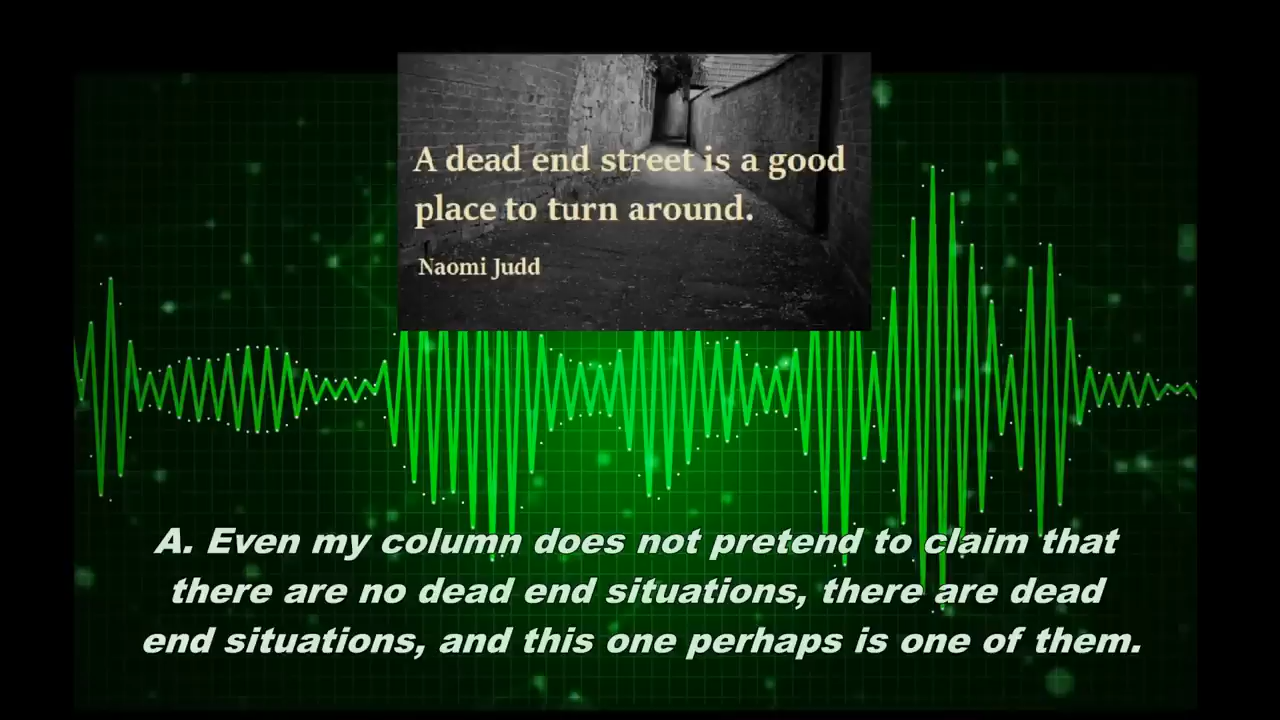 A dead end street is a good
place to turn around.
Naomi Judd
A. Even my column does not pretend to claim that
there are no dead end situations, there are dead
end situations, and this one perhaps is one of them.